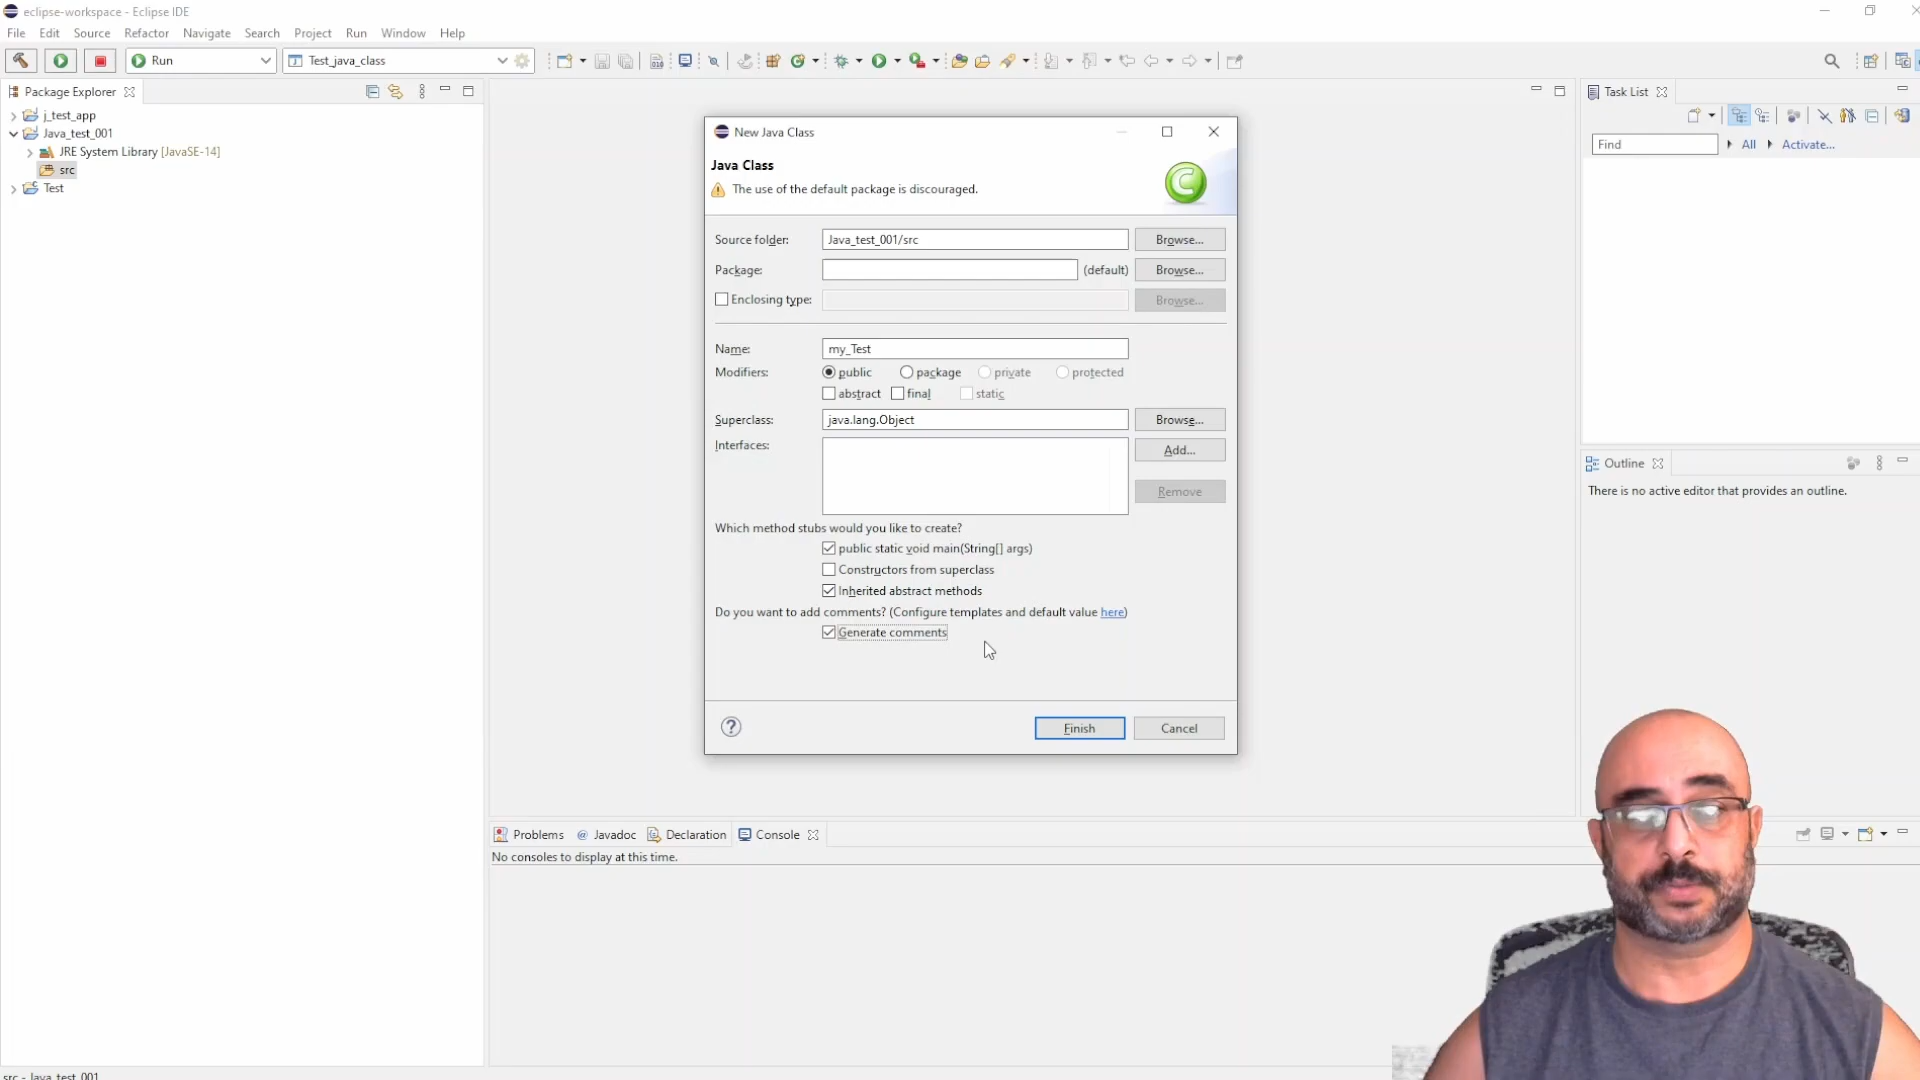 eclipse-workspace - Eclipse IDE
File Edit Source Refactor Navigate Search Project Run Window Help
Run
Test_java_class
Package Explorer
j_test_app
Java_test_001
JRE System Library [JavaSE-14]
src
Test
New Java Class
Java Class
The use of the default package is discouraged.
Source folder: Java_test_001/src Browse...
Package: (default) Browse...
Enclosing type: Browse...
Name: my_Test
Modifiers: public package private protected
abstract final static
Superclass: java.lang.Object Browse...
Interfaces: Add...
Remove
Which method stubs would you like to create?
public static void main(String[] args)
Constructors from superclass
Inherited abstract methods
Do you want to add comments? (Configure templates and default value here)
Generate comments
Finish Cancel
Task List
Find All Activate...
Outline
There is no active editor that provides an outline.
Problems Javadoc Declaration Console
No consoles to display at this time.
src - Java_test_001